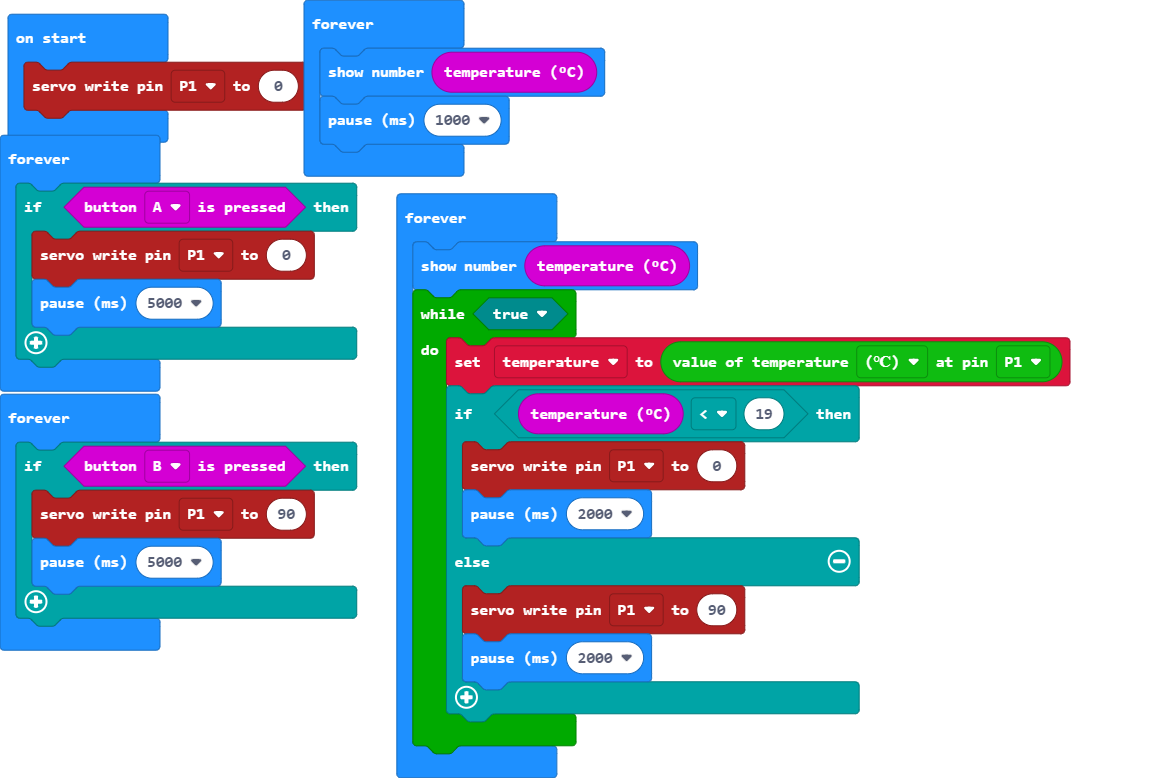 on start
servo write pin P1 to 0
forever
show number temperature (°C)
pause (ms) 1000
forever
if button A is pressed then
servo write pin P1 to 0
pause (ms) 5000
forever
if button B is pressed then
servo write pin P1 to 90
pause (ms) 5000
forever
show number temperature (°C)
while true
do
set temperature to value of temperature (℃) at pin P1
if temperature (°C) < 19 then
servo write pin P1 to 0
pause (ms) 2000
else
servo write pin P1 to 90
pause (ms) 2000